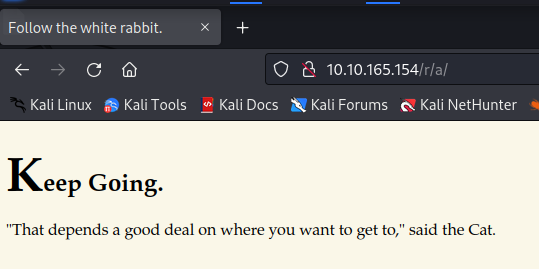 Follow the white rabbit.
10.10.165.154/r/a/
Kali Linux Kali Tools Kali Docs Kali Forums Kali NetHunter
Keep Going.
"That depends a good deal on where you want to get to," said the Cat.